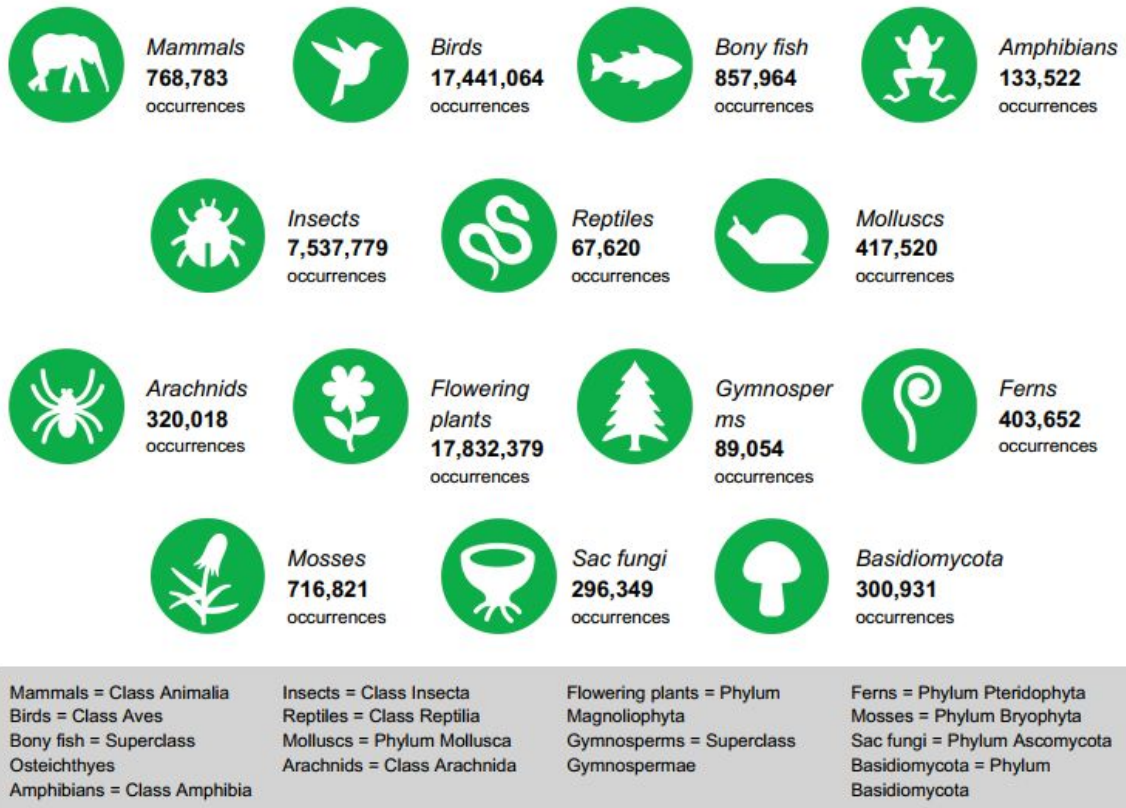 Mammals
768,783
occurrences
Birds
17,441,064
occurrences
Bony fish
857,964
occurrences
Amphibians
133,522
occurrences
Insects
7,537,779
occurrences
Reptiles
67,620
occurrences
Molluscs
417,520
occurrences
Arachnids
320,018
occurrences
Flowering
plants
17,832,379
occurrences
Gymnosper
ms
89,054
occurrences
Ferns
403,652
occurrences
Mosses
716,821
occurrences
Sac fungi
296,349
occurrences
Basidiomycota
300,931
occurrences
Mammals = Class Animalia
Birds = Class Aves
Bony fish = Superclass
Osteichthyes
Amphibians = Class Amphibia
Insects = Class Insecta
Reptiles = Class Reptilia
Molluscs = Phylum Mollusca
Arachnids = Class Arachnida
Flowering plants = Phylum
Magnoliophyta
Gymnosperms = Superclass
Gymnospermae
Ferns = Phylum Pteridophyta
Mosses = Phylum Bryophyta
Sac fungi = Phylum Ascomycota
Basidiomycota = Phylum
Basidiomycota